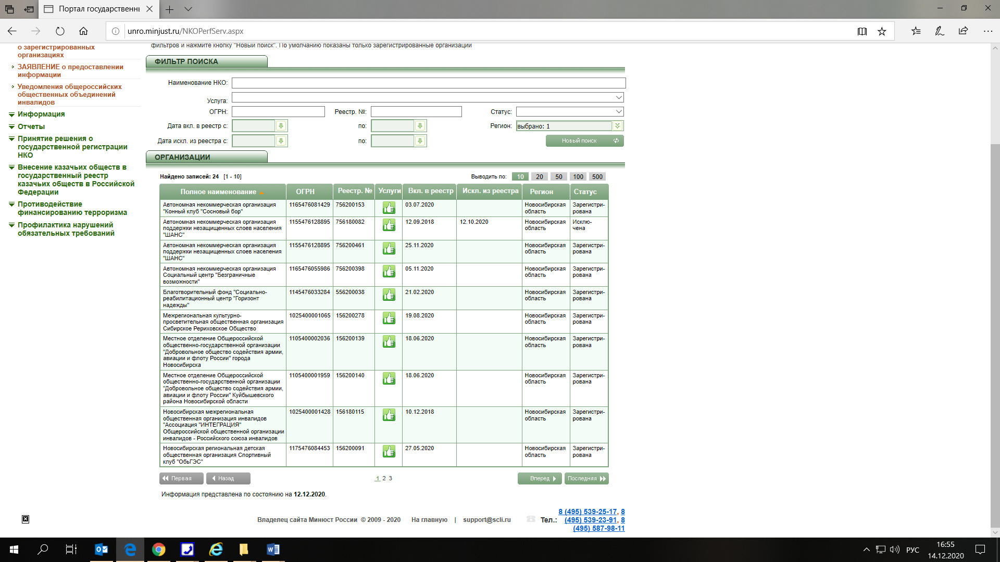 Портал государственнь
unro.minjust.ru/NKOPerfServ.aspx
о зарегистрированных
организациях
ЗАЯВЛЕНИЕ о предоставлении
информации
Уведомления общероссийских
общественных объединений
инвалидов
Информация
Отчеты
Принятие решения о
государственной регистрации
НКО
Внесение казачьих обществ в
государственный реестр
казачьих обществ в Российской
Федерации
Противодействие
финансированию терроризма
Профилактика нарушений
обязательных требований
фильтров и нажмите кнопку "Новый поиск". По умолчанию показаны только зарегистрированные организации
ФИЛЬТР ПОИСКА
Наименование НКО:
Услуга:
ОГРН: Реестр. №: Статус:
Дата вкл. в реестр с: по: Регион: выбрано: 1
Дата искл. из реестра с: по: Новый поиск
ОРГАНИЗАЦИИ
Найдено записей: 24 [1 - 10] Выводить по: 10 20 50 100 500
Полное наименование ОГРН Реестр. № Услуги Вкл. в реестр Искл. из реестра Регион Статус
Автономная некоммерческая организация 1165476081429 756200153 03.07.2020 Новосибирская Зарегистри-
"Конный клуб "Сосновый бор" область рована
Автономная некоммерческая организация 1155476128895 756180082 12.09.2018 12.10.2020 Новосибирская Исклю-
поддержки незащищенных слоев населения область чена
"ШАНС"
Автономная некоммерческая организация 1155476128895 756200461 25.11.2020 Новосибирская Зарегистри-
поддержки незащищенных слоев населения область рована
"ШАНС"
Автономная некоммерческая организация 1165476055986 756200398 05.11.2020 Новосибирская Зарегистри-
Социальный центр "Безграничные область рована
возможности"
Благотворительный фонд "Социально- 1145476033284 556200038 21.02.2020 Новосибирская Зарегистри-
реабилитационный центр "Горизонт область рована
надежды"
Межрегиональная культурно- 1025400001065 156200278 19.08.2020 Новосибирская Зарегистри-
просветительная общественная организация область рована
Сибирское Рериховское Общество
Местное отделение Общероссийской 1105400002036 156200139 18.06.2020 Новосибирская Зарегистри-
общественно-государственной организации область рована
"Добровольное общество содействия армии,
авиации и флоту России" города
Новосибирска
Местное отделение Общероссийской 1105400001959 156200140 18.06.2020 Новосибирская Зарегистри-
общественно-государственной организации область рована
"Добровольное общество содействия армии,
авиации и флоту России" Куйбышевского
района Новосибирской области
Новосибирская межрегиональная 1025400001428 156180115 10.12.2018 Новосибирская Зарегистри-
общественная организация инвалидов область рована
"Ассоциация "ИНТЕГРАЦИЯ"
Общероссийской общественной организации
инвалидов - Российского союза инвалидов
Новосибирская региональная детская 1175476084453 156200091 27.05.2020 Новосибирская Зарегистри-
общественная организация Спортивный область рована
клуб "ОбьГЭС"
Первая Назад 1 2 3 Вперед Последняя
Информация представлена по состоянию на 12.12.2020.
Владелец сайта Минюст России © 2009 - 2020 На главную | support@scli.ru Тел.: 8 (495) 539-25-17, 8
(495) 539-23-91, 8
(495) 587-98-11
РУС
16:55
14.12.2020